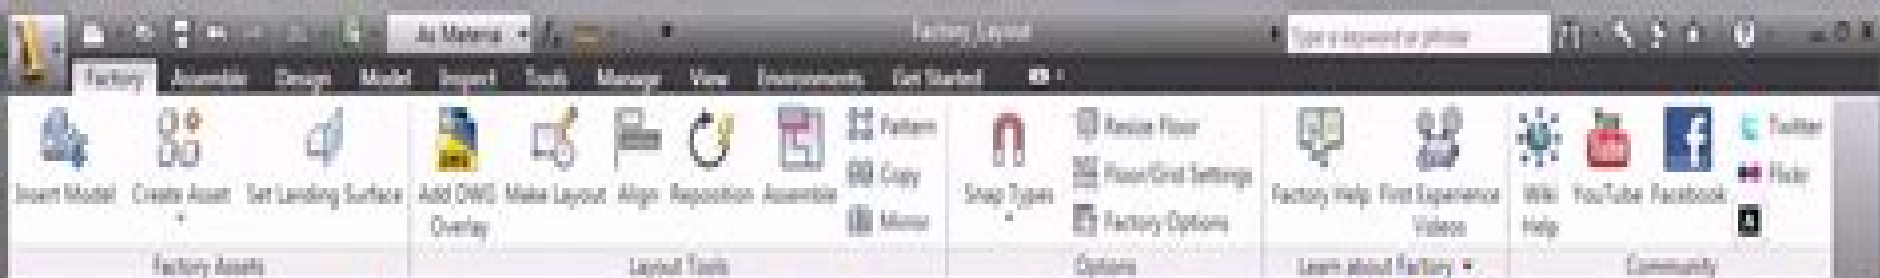 As Material
Factory Layout
Type a keyword or phrase
Factory Assemble Design Model Inspect Tools Manage View Environments Get Started
Insert Model
Create Asset
Set Landing Surface
Factory Assets
Add DWG
Overlay
Make Layout
Align
Reposition
Assemble
Pattern
Copy
Mirror
Layout Tools
Snap Types
Resize Floor
Floor/Grid Settings
Factory Options
Options
Factory Help
First Experience
Videos
Learn about Factory
Wiki
Help
YouTube
Facebook
Twitter
Flickr
Community